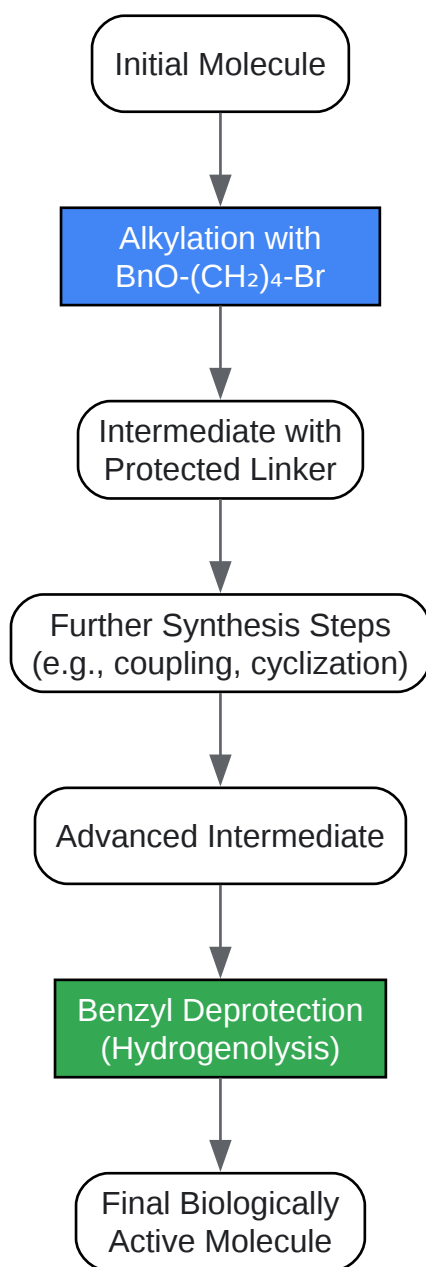 Initial Molecule
Alkylation with
BnO-(CH₂)₄-Br
Intermediate with
Protected Linker
Further Synthesis Steps
(e.g., coupling, cyclization)
Advanced Intermediate
Benzyl Deprotection
(Hydrogenolysis)
Final Biologically
Active Molecule